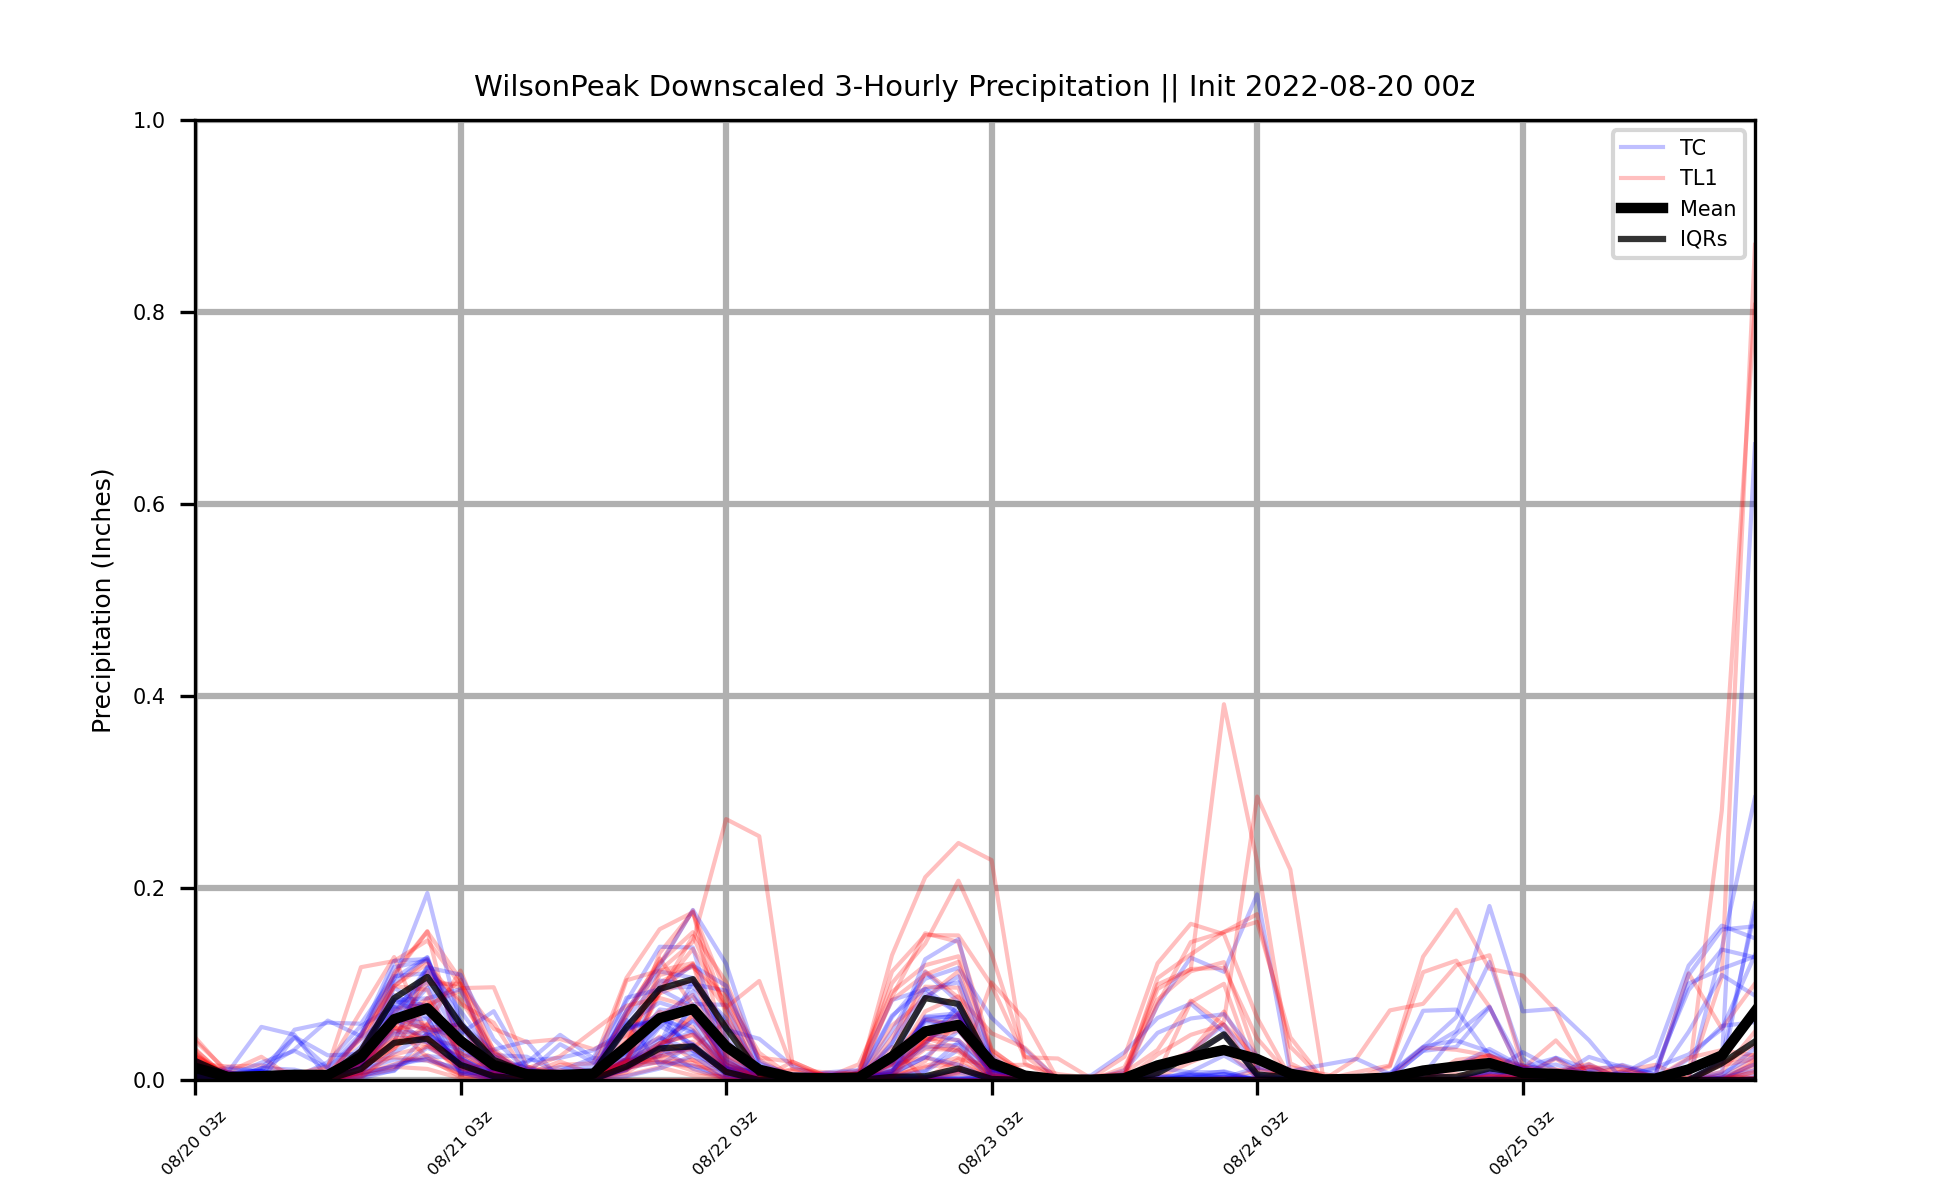 WilsonPeak Downscaled 3-Hourly Precipitation || Init 2022-08-20 00z
Precipitation (Inches)
1.0
0.8
0.6
0.4
0.2
0.0
TC
TL1
Mean
IQRs
08/20 03z
08/21 03z
08/22 03z
08/23 03z
08/24 03z
08/25 03z